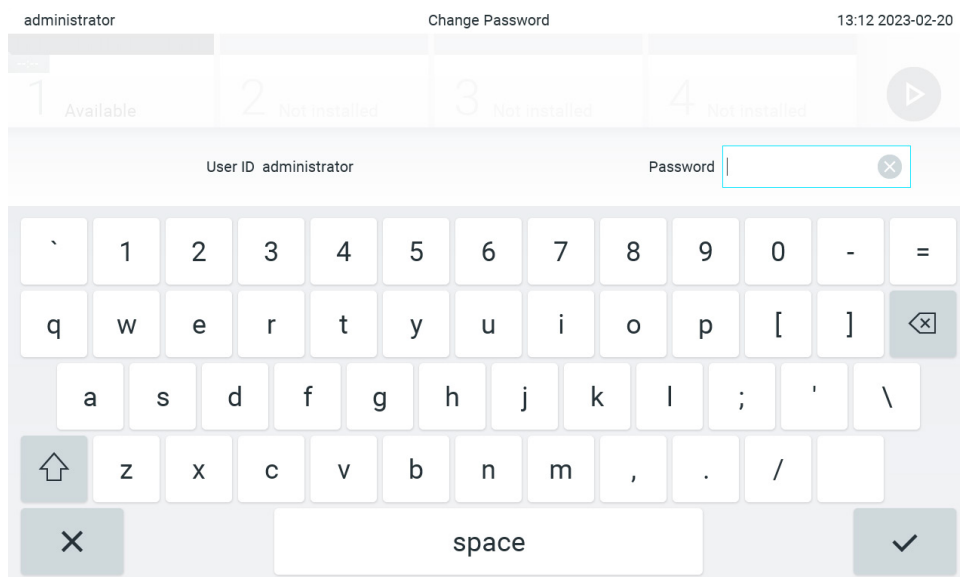 administrator Change Password 13:12 2023-02-20
1 Available 2 Not installed 3 Not installed 4 Not installed
User ID administrator Password
` 1 2 3 4 5 6 7 8 9 0 - =
q w e r t y u i o p [ ]
a s d f g h j k l ; ' \
z x c v b n m , . /
space